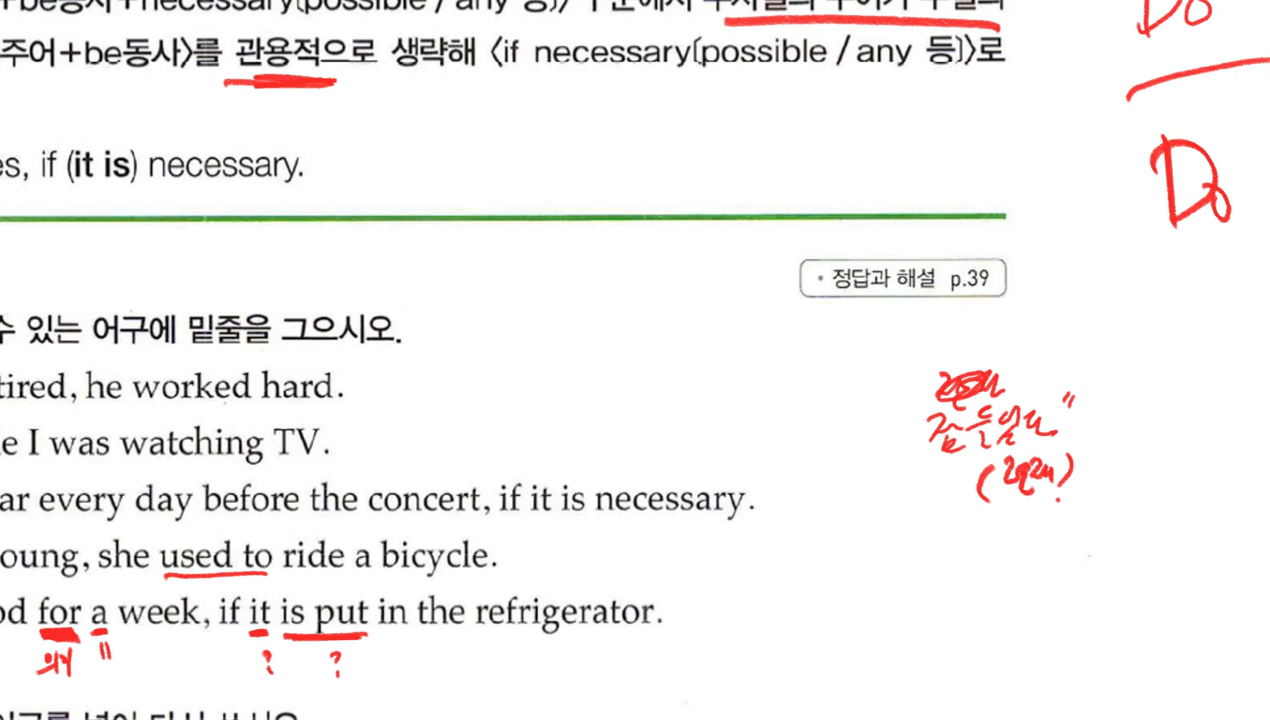 주어+be동사〉를 관용적으로 생략해 〈if necessary[possible / any 등]〉로
Do
es, if (it is) necessary.
Do
• 정답과 해설 p.39
수 있는 어구에 밑줄을 그으시오.
tired, he worked hard.
e I was watching TV.
ar every day before the concert, if it is necessary.
oung, she used to ride a bicycle.
od for a week, if it is put in the refrigerator.
? ?